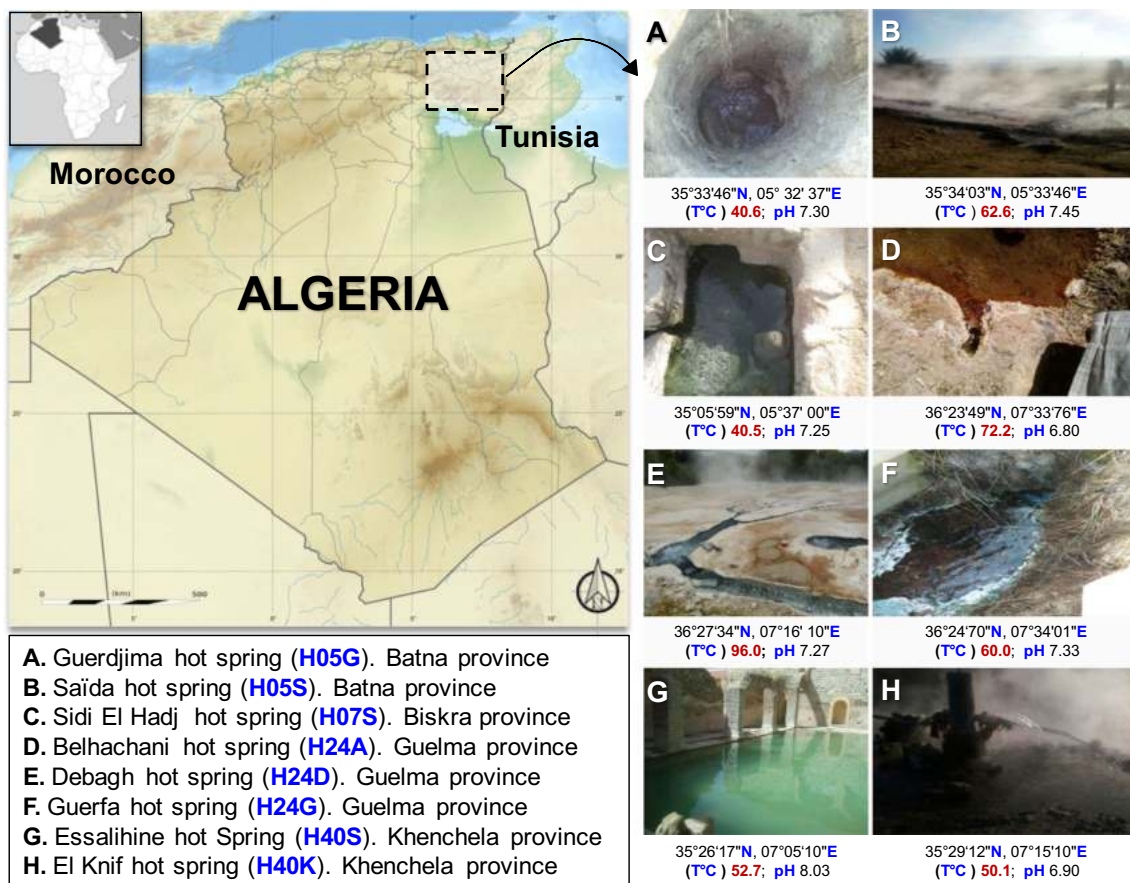 Morocco
Tunisia
ALGERIA
0 (km) 500
A. Guerdjima hot spring (H05G). Batna province
B. Saïda hot spring (H05S). Batna province
C. Sidi El Hadj hot spring (H07S). Biskra province
D. Belhachani hot spring (H24A). Guelma province
E. Debagh hot spring (H24D). Guelma province
F. Guerfa hot spring (H24G). Guelma province
G. Essalihine hot Spring (H40S). Khenchela province
H. El Knif hot spring (H40K). Khenchela province
A
35°33'46"N, 05° 32' 37"E
(T°C ) 40.6; pH 7.30
B
35°34'03"N, 05°33'46"E
(T°C ) 62.6; pH 7.45
C
35°05'59"N, 05°37' 00"E
(T°C ) 40.5; pH 7.25
D
36°23'49"N, 07°33'76"E
(T°C ) 72.2; pH 6.80
E
36°27'34"N, 07°16' 10"E
(T°C ) 96.0; pH 7.27
F
36°24'70"N, 07°34'01"E
(T°C ) 60.0; pH 7.33
G
35°26'17"N, 07°05'10"E
(T°C ) 52.7; pH 8.03
H
35°29'12"N, 07°15'10"E
(T°C ) 50.1; pH 6.90